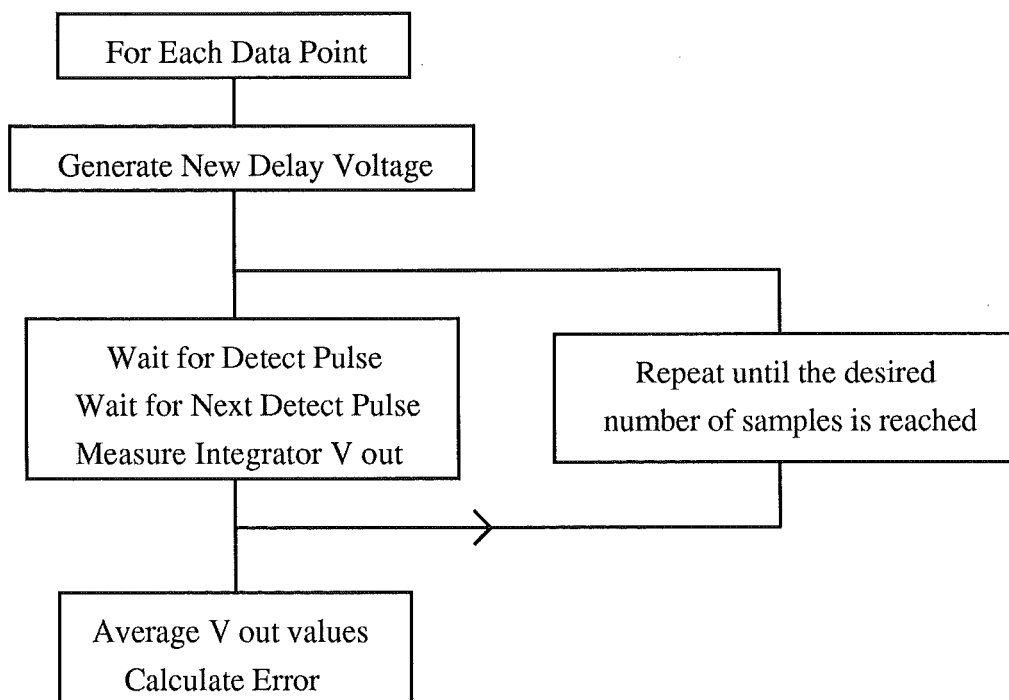 For Each Data Point
Generate New Delay Voltage
Wait for Detect Pulse
Wait for Next Detect Pulse
Measure Integrator V out
Repeat until the desired
number of samples is reached
Average V out values
Calculate Error